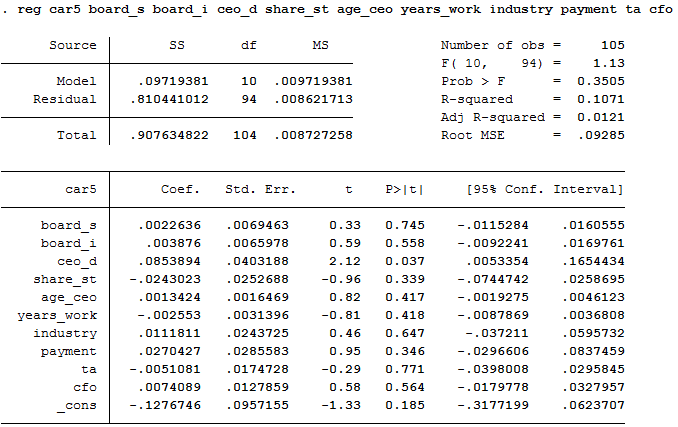 . reg car5 board_s board_i ceo_d share_st age_ceo years_work industry payment ta cfo
Source SS df MS Number of obs = 105
F( 10, 94) = 1.13
Model .09719381 10 .009719381 Prob > F = 0.3505
Residual .810441012 94 .008621713 R-squared = 0.1071
Adj R-squared = 0.0121
Total .907634822 104 .008727258 Root MSE = .09285
car5 Coef. Std. Err. t P>|t| [95% Conf. Interval]
board_s .0022636 .0069463 0.33 0.745 -.0115284 .0160555
board_i .003876 .0065978 0.59 0.558 -.0092241 .0169761
ceo_d .0853894 .0403188 2.12 0.037 .0053354 .1654434
share_st -.0243023 .0252688 -0.96 0.339 -.0744742 .0258695
age_ceo .0013424 .0016469 0.82 0.417 -.0019275 .0046123
years_work -.002553 .0031396 -0.81 0.418 -.0087869 .0036808
industry .0111811 .0243725 0.46 0.647 -.037211 .0595732
payment .0270427 .0285583 0.95 0.346 -.0296606 .0837459
ta -.0051081 .0174728 -0.29 0.771 -.0398008 .0295845
cfo .0074089 .0127859 0.58 0.564 -.0179778 .0327957
_cons -.1276746 .0957155 -1.33 0.185 -.3177199 .0623707